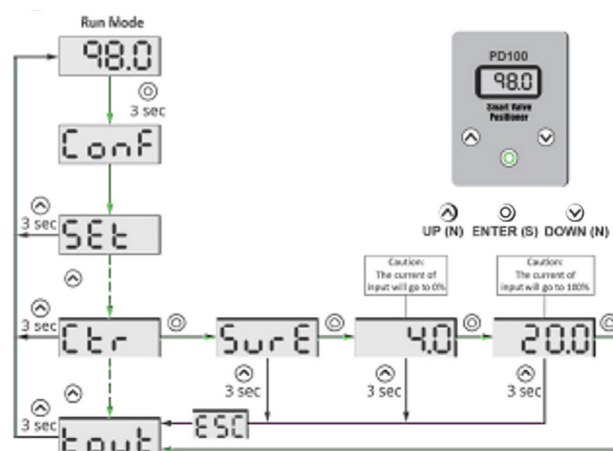 Run Mode
98.0
3 sec
ConF
3 sec
SEt
3 sec
Ctr
SurE
4.0
20.0
3 sec
3 sec
3 sec
ESC
3 sec
tout
PD100
98.0
Smart Valve
Positioner
UP (N) ENTER (S) DOWN (N)
Caution:
The current of
input will go to 0%
Caution:
The current of
input will go to 100%